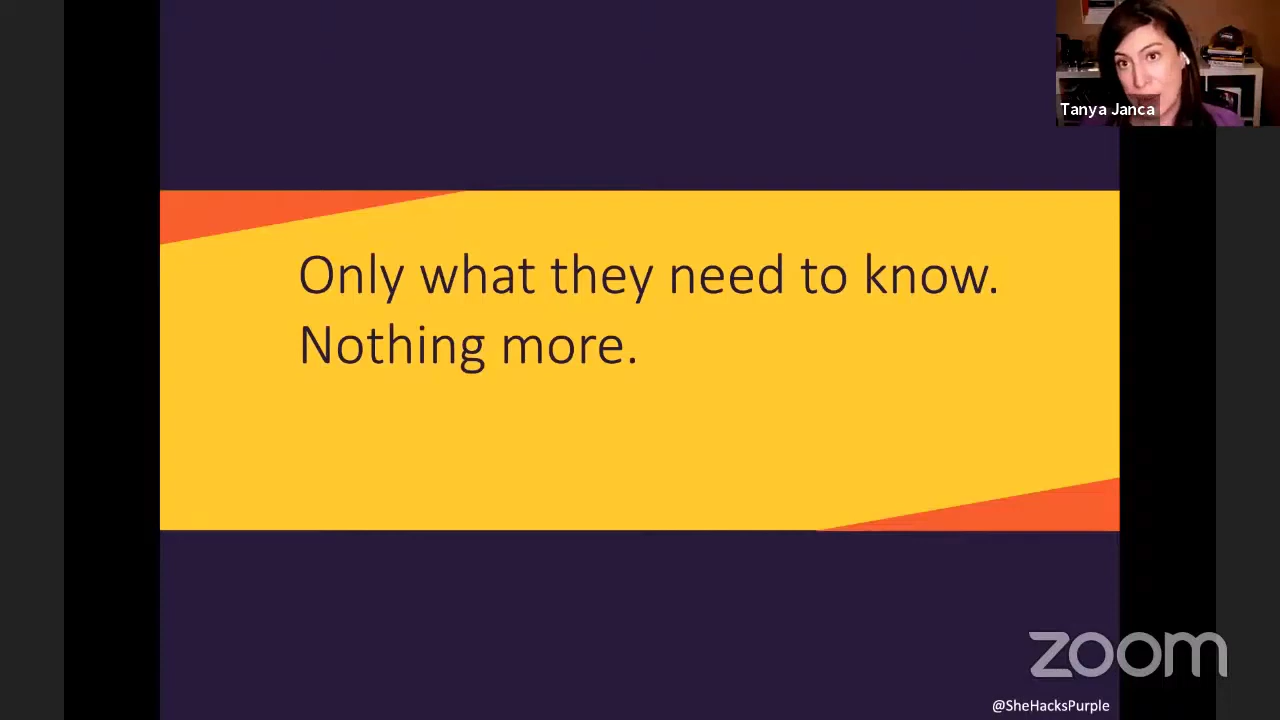 Tanya Janca
Only what they need to know.
Nothing more.
zoom
@SheHacksPurple